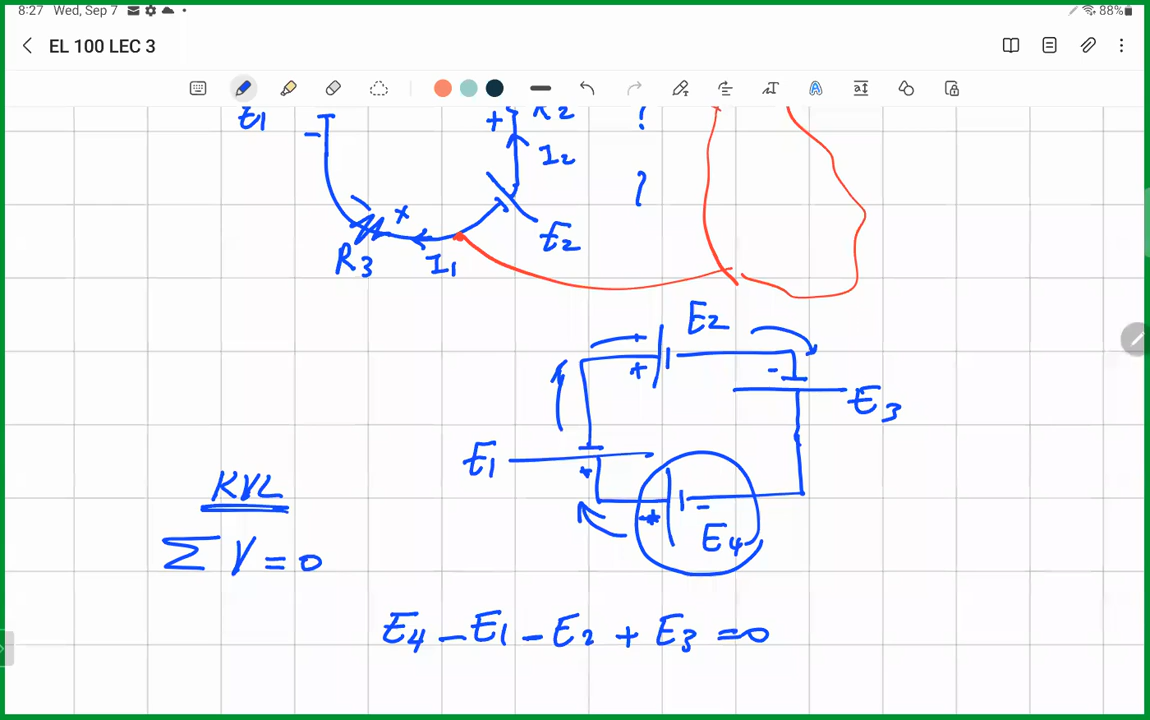 8:27 Wed, Sep 7
88%
EL 100 LEC 3
E1
-
+ R2
I2
!
?
E2
R3
x
I1
E2
+
+
-
E3
E1
+
+
-
E4
KVL
Σ V = 0
E4 - E1 - E2 + E3 = 0